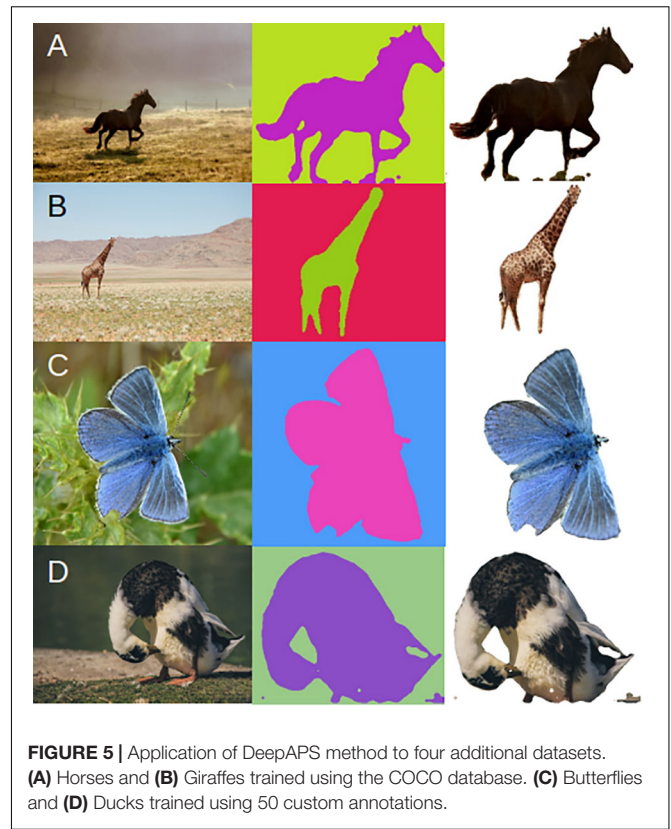 A
B
C
D
FIGURE 5 | Application of DeepAPS method to four additional datasets.
(A) Horses and (B) Giraffes trained using the COCO database. (C) Butterflies
and (D) Ducks trained using 50 custom annotations.